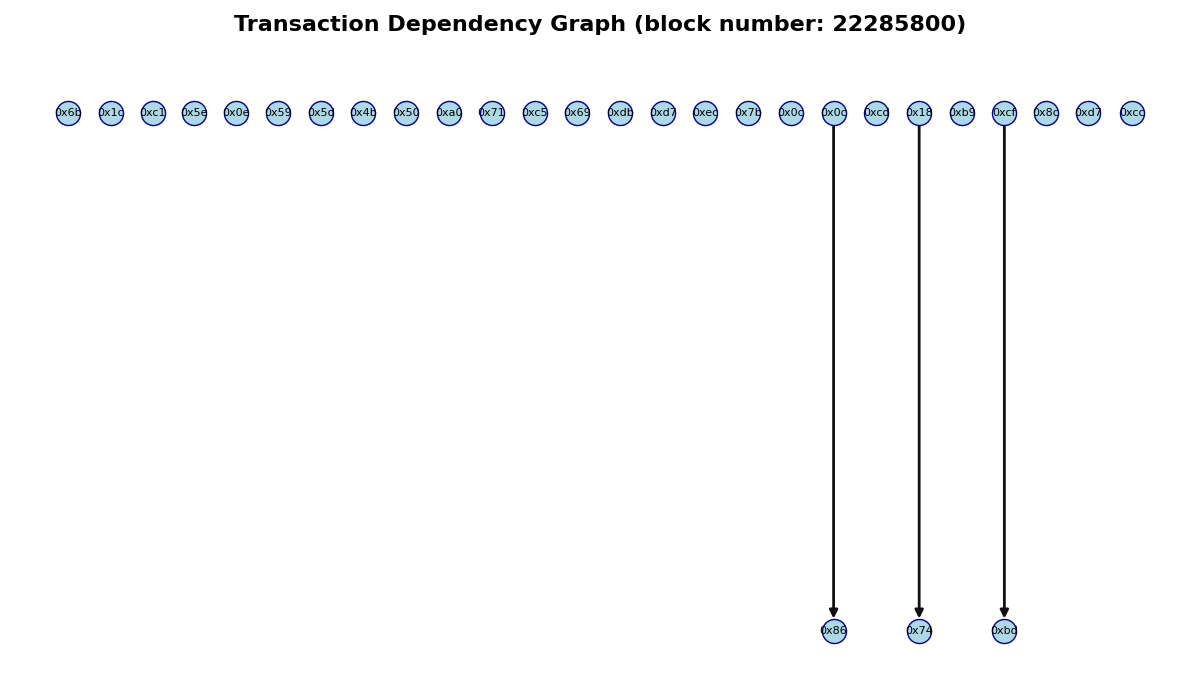 Transaction Dependency Graph (block number: 22285800)
0x6b 0x1c 0xc1 0x5e 0x0e 0x59 0x5d 0x4b 0x50 0xa0 0x71 0xc5 0x69 0xdb 0xd7 0xec 0x7b 0x0c 0x0c 0xcd 0x18 0xb9 0xcf 0x8c 0xd7 0xcc
0x86 0x74 0xbd